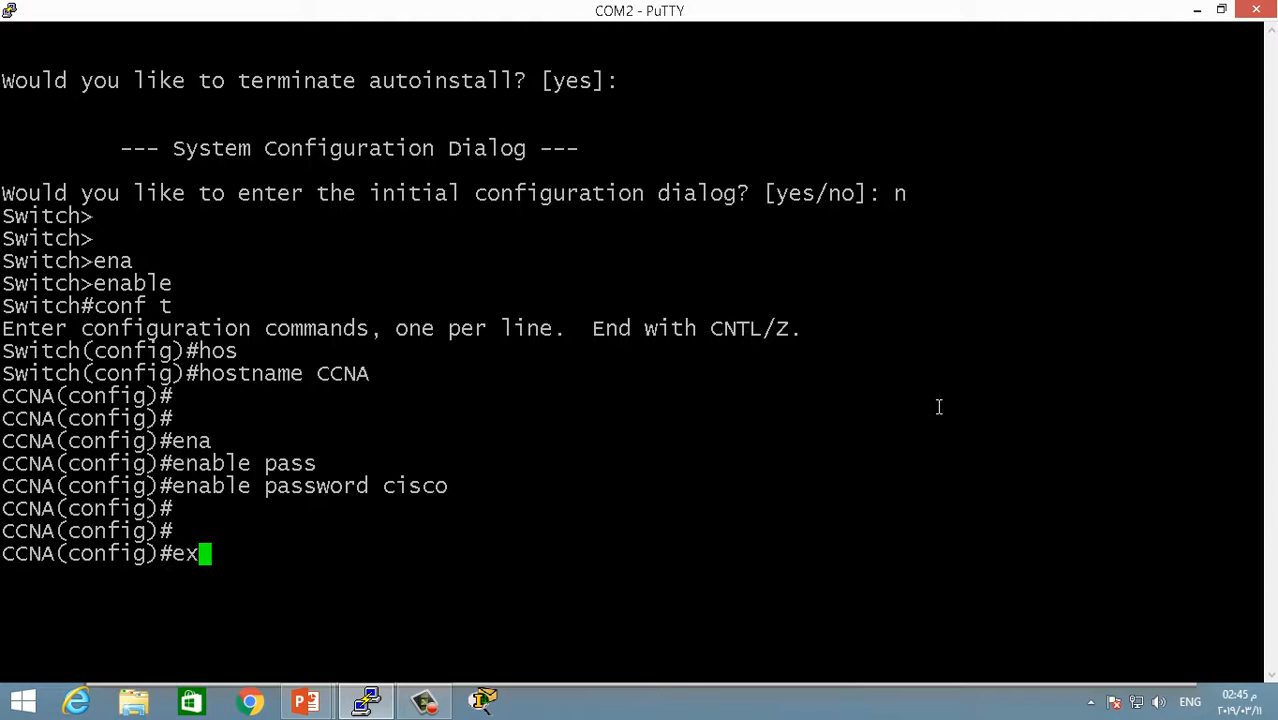 COM2 - PuTTY
Would you like to terminate autoinstall? [yes]:
--- System Configuration Dialog ---
Would you like to enter the initial configuration dialog? [yes/no]: n
Switch>
Switch>
Switch>ena
Switch>enable
Switch#conf t
Enter configuration commands, one per line.  End with CNTL/Z.
Switch(config)#hos
Switch(config)#hostname CCNA
CCNA(config)#
CCNA(config)#
CCNA(config)#ena
CCNA(config)#enable pass
CCNA(config)#enable password cisco
CCNA(config)#
CCNA(config)#
CCNA(config)#ex
ENG
02:45 م
٢٠١٩/٠٣/١١